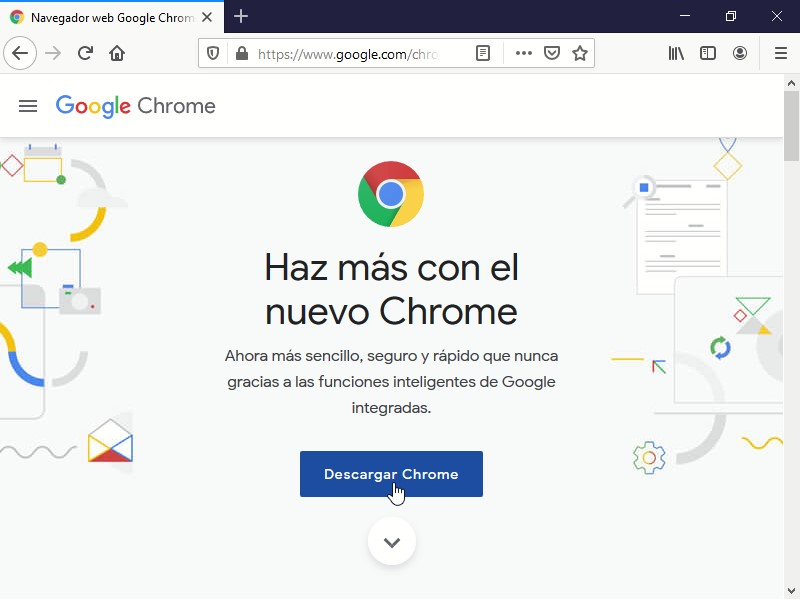 Navegador web Google Chrom
https://www.google.com/chro
Google Chrome
Haz más con el
nuevo Chrome
Ahora más sencillo, seguro y rápido que nunca
gracias a las funciones inteligentes de Google
integradas.
Descargar Chrome